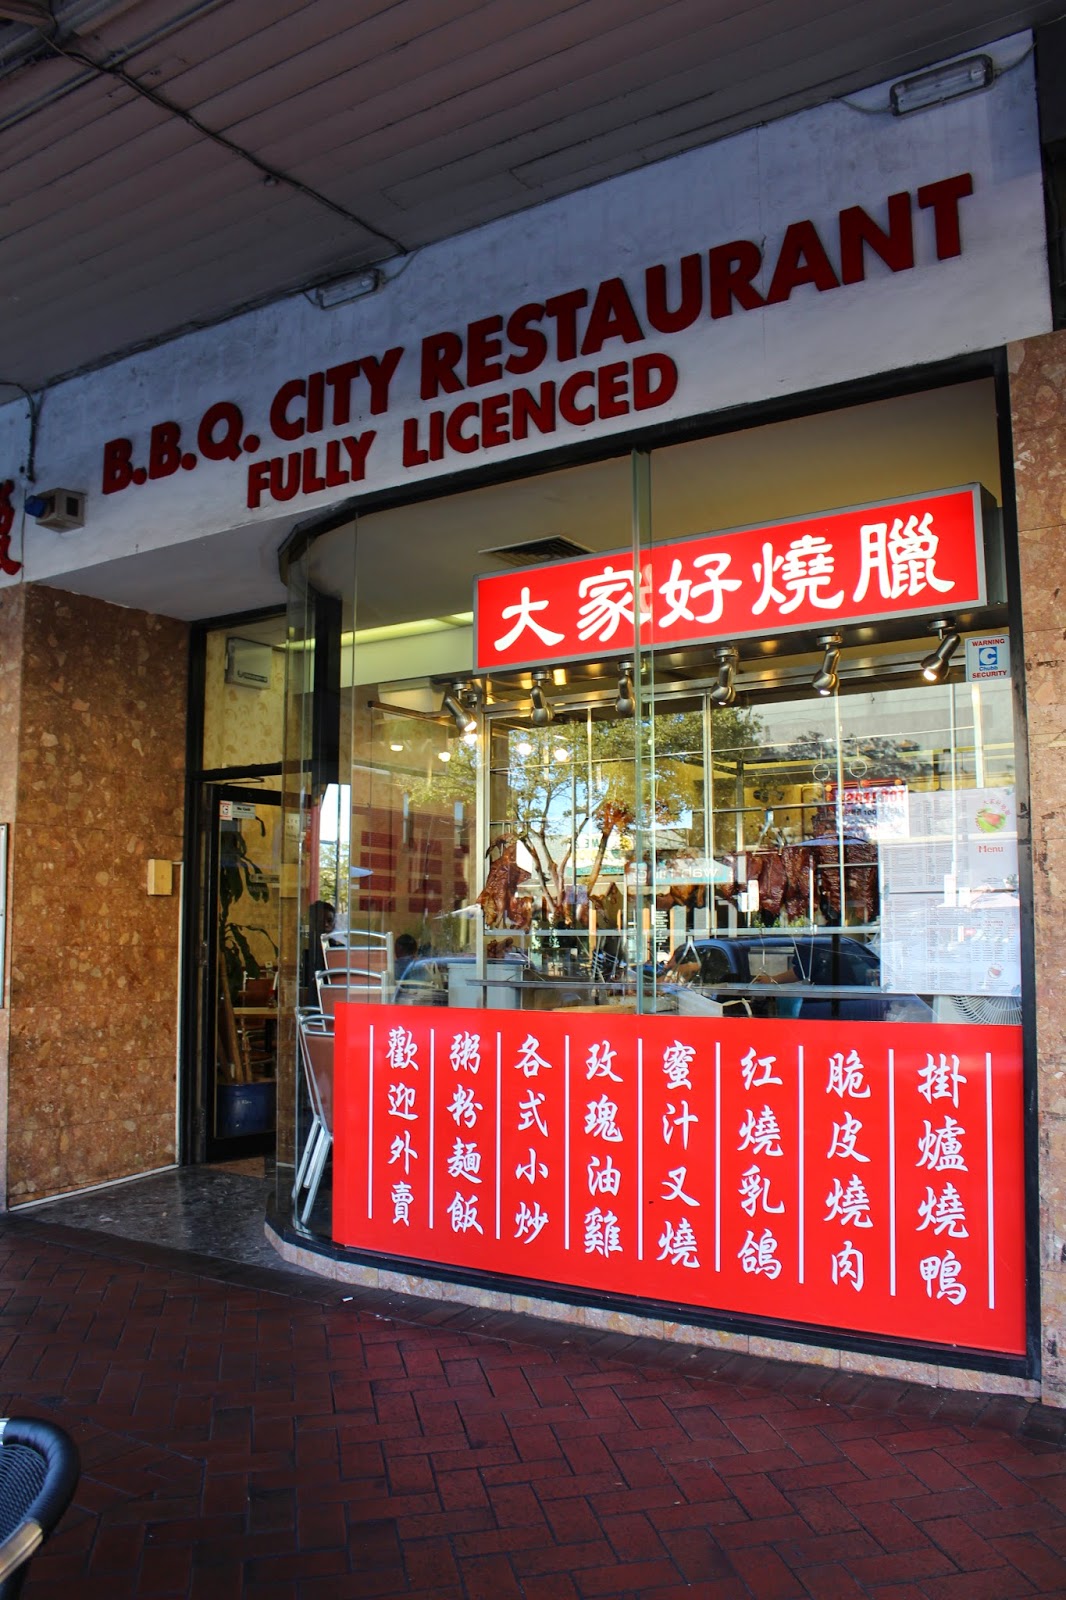 B.B.Q. CITY RESTAURANT
FULLY LICENCED
大家好燒臘
WARNING
Chubb
SECURITY
Menu
掛爐燒鴨
脆皮燒肉
紅燒乳鴿
蜜汁叉燒
玫瑰油雞
各式小炒
粥粉麵飯
歡迎外賣